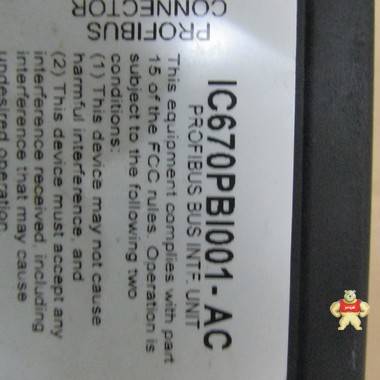 PROFIBUS
CONNECTOR
IC670PBI001-AC
PROFIBUS BUS INTF. UNIT
This equipment complies with part
15 of the FCC rules. Operation is
subject to the following two
conditions:
(1) This device may not cause
harmful interference, and
(2) This device must accept any
interference received, including
interference that may cause
undesired operation.